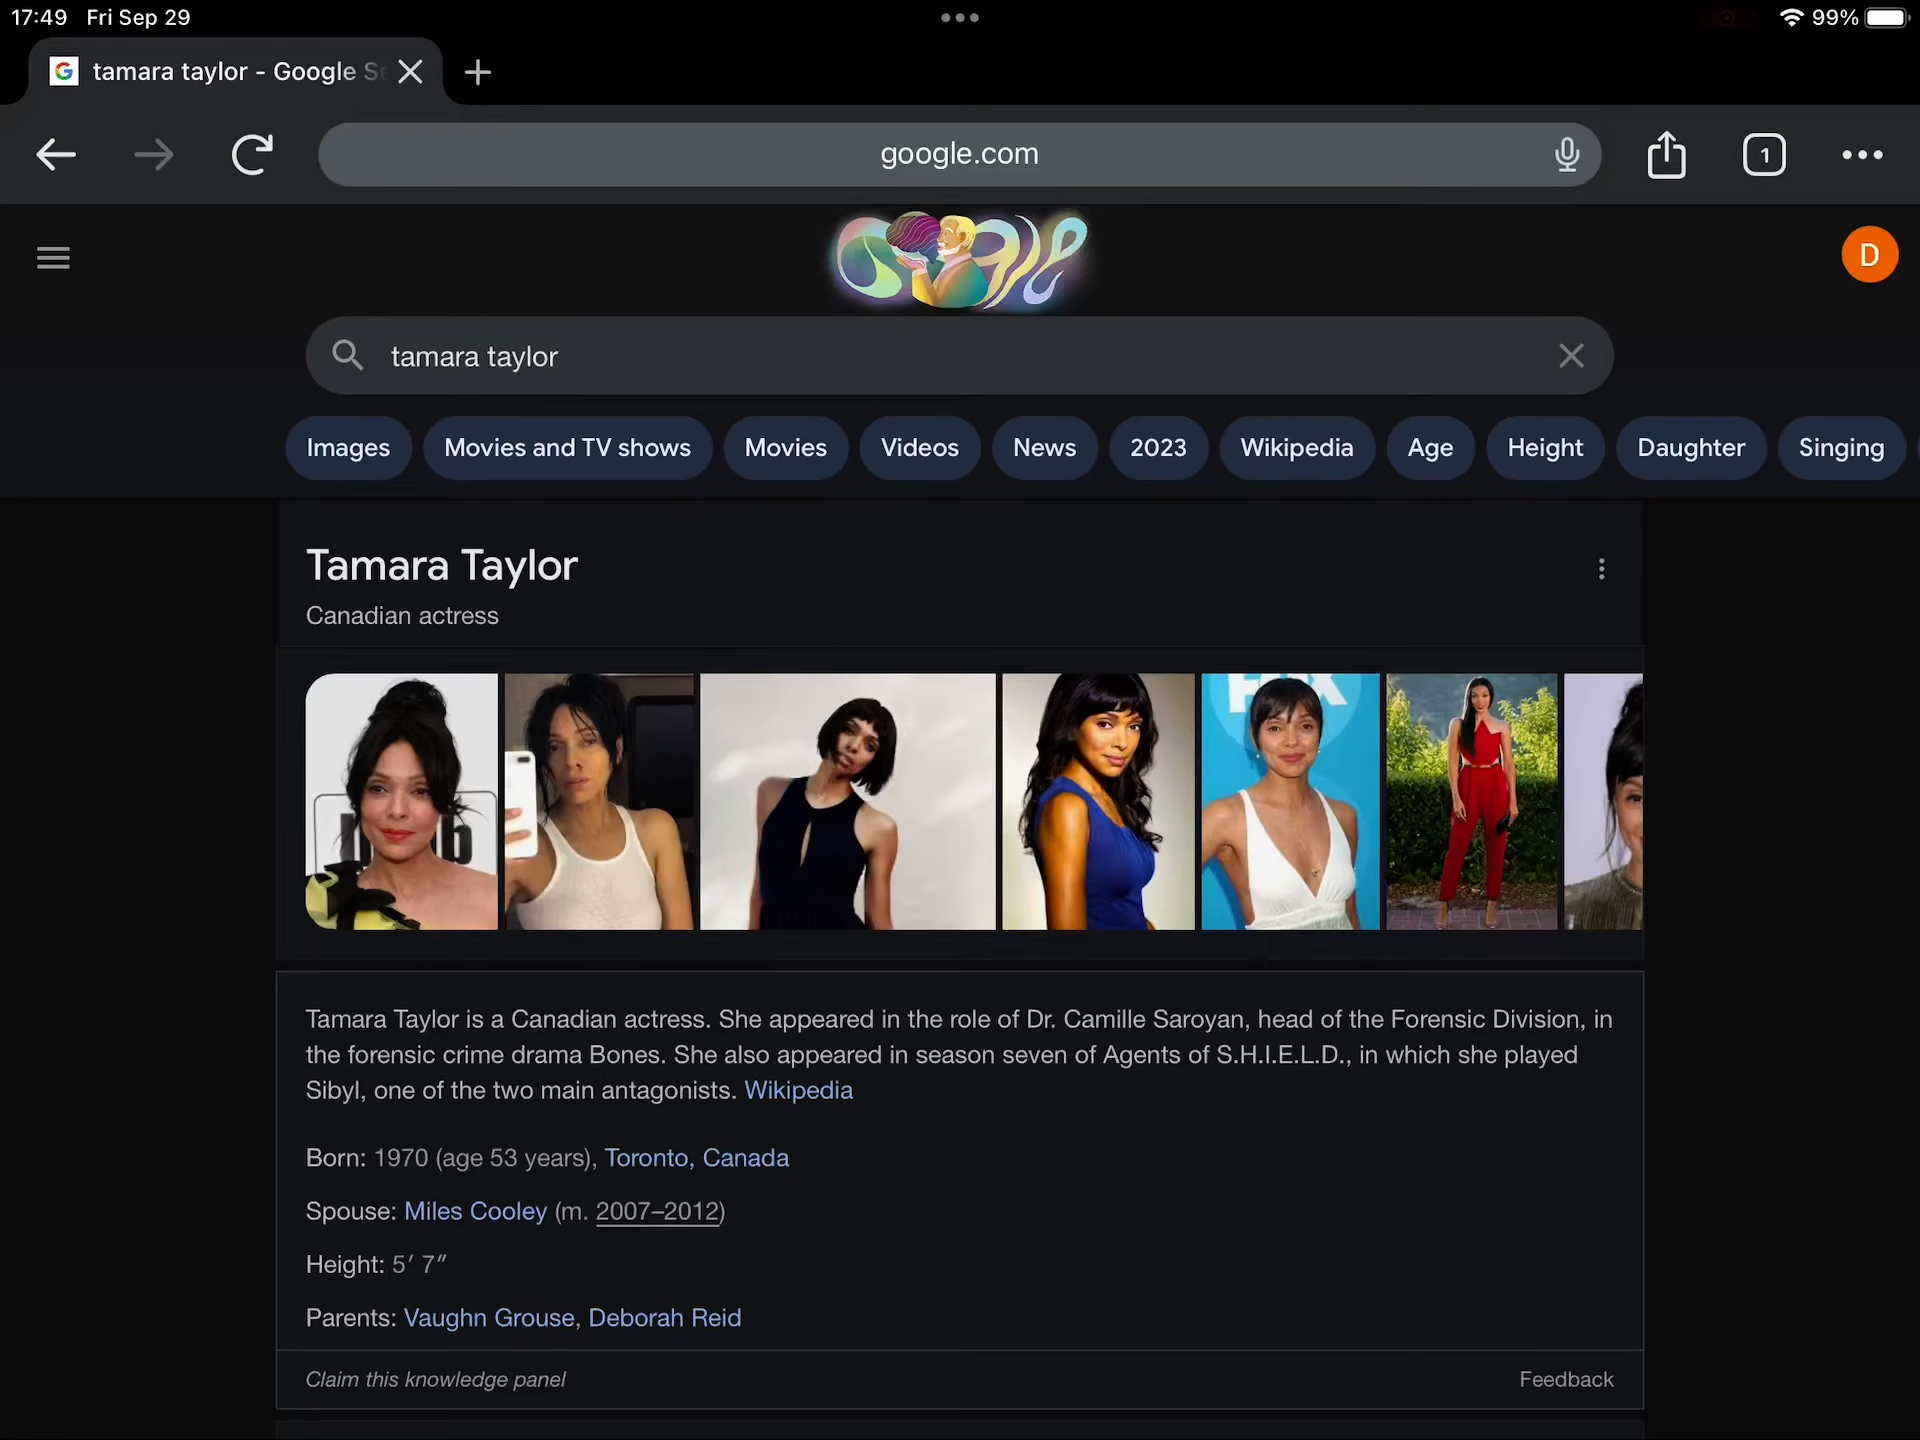 17:49 Fri Sep 29
99%
tamara taylor - Google
google.com
1
D
tamara taylor
Images Movies and TV shows Movies Videos News 2023 Wikipedia Age Height Daughter Singing
Tamara Taylor
Canadian actress
FOX
Tamara Taylor is a Canadian actress. She appeared in the role of Dr. Camille Saroyan, head of the Forensic Division, in
the forensic crime drama Bones. She also appeared in season seven of Agents of S.H.I.E.L.D., in which she played
Sibyl, one of the two main antagonists. Wikipedia
Born: 1970 (age 53 years), Toronto, Canada
Spouse: Miles Cooley (m. 2007–2012)
Height: 5′ 7″
Parents: Vaughn Grouse, Deborah Reid
Claim this knowledge panel
Feedback